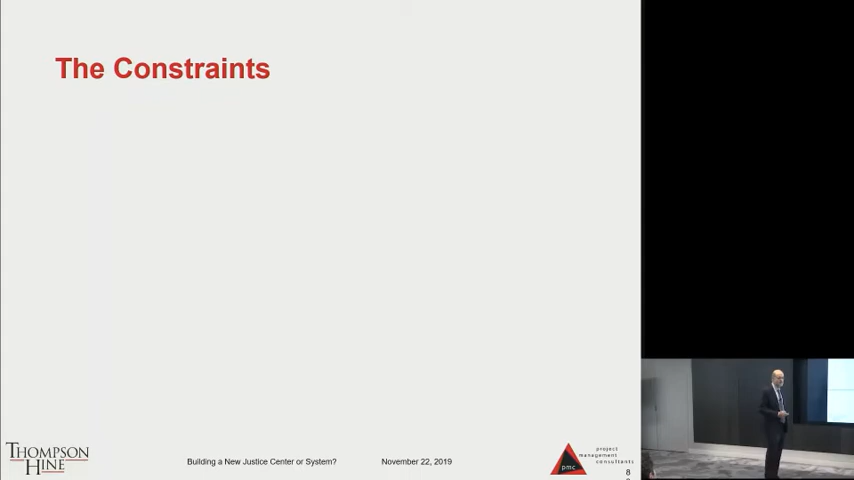 The Constraints
THOMPSON
HINE
Building a New Justice Center or System? November 22, 2019
pmc
project
management
consultants
8